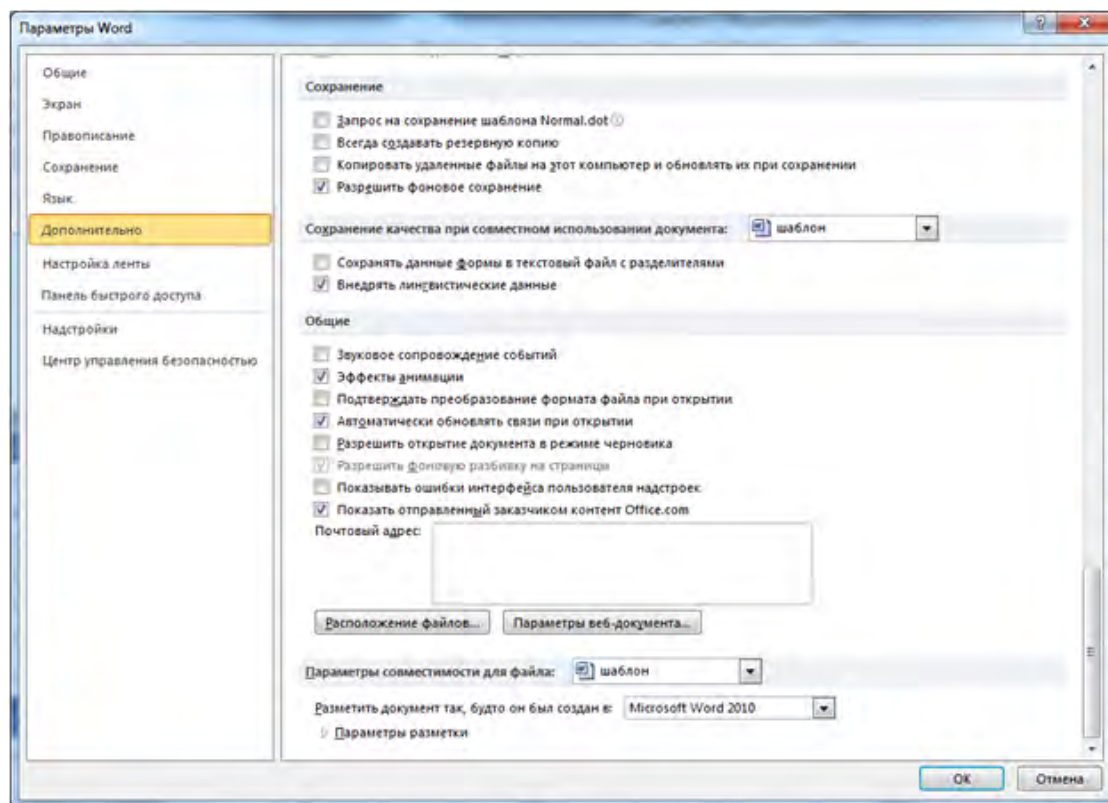 Параметры Word
Общие
Экран
Правописание
Сохранение
Язык
Дополнительно
Настройка ленты
Панель быстрого доступа
Надстройки
Центр управления безопасностью
Сохранение
Запрос на сохранение шаблона Normal.dot
Всегда создавать резервную копию
Копировать удаленные файлы на этот компьютер и обновлять их при сохранении
Разрешить фоновое сохранение
Сохранение качества при совместном использовании документа: шаблон
Сохранять данные формы в текстовый файл с разделителями
Внедрять лингвистические данные
Общие
Звуковое сопровождение событий
Эффекты анимации
Подтверждать преобразование формата файла при открытии
Автоматически обновлять связи при открытии
Разрешить открытие документа в режиме черновика
Разрешить фоновую разбивку на страницы
Показывать ошибки интерфейса пользователя надстроек
Показать отправленный заказчиком контент Office.com
Почтовый адрес:
Расположение файлов... Параметры веб-документа...
Параметры совместимости для файла: шаблон
Разметить документ так, будто он был создан в: Microsoft Word 2010
Параметры разметки
ОК Отмена